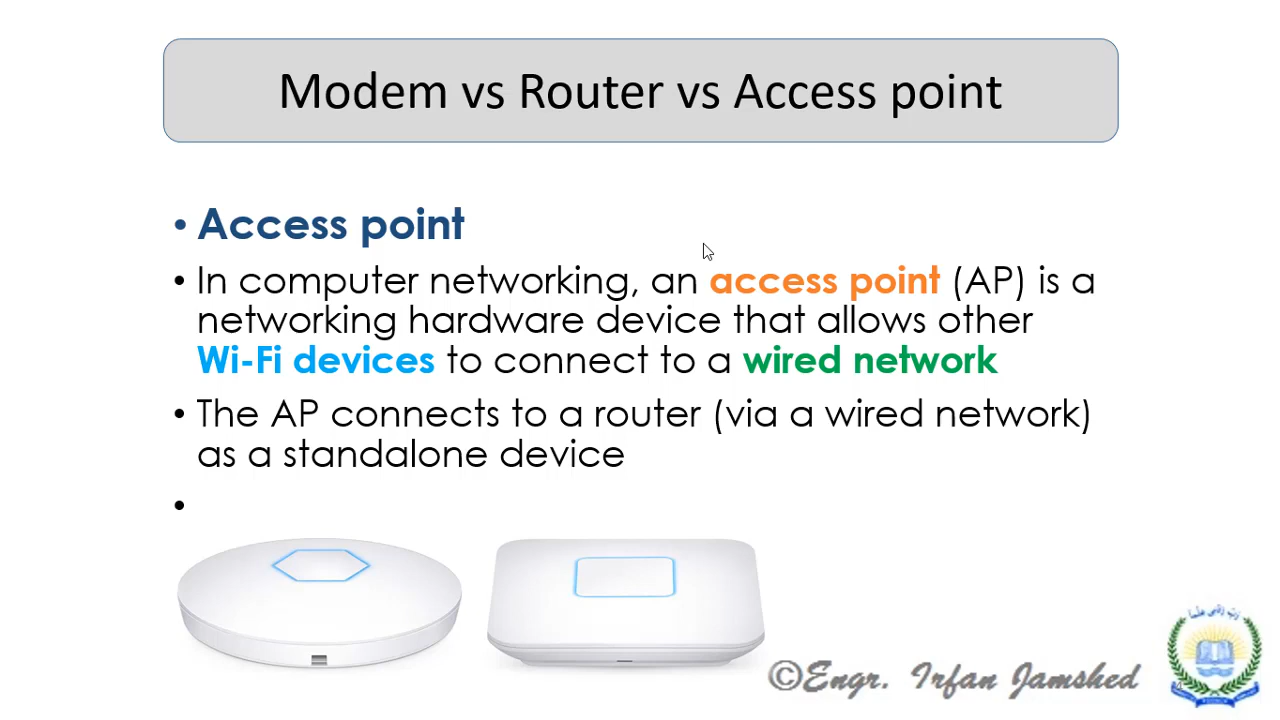 Modem vs Router vs Access point
• Access point
• In computer networking, an access point (AP) is a
networking hardware device that allows other
Wi-Fi devices to connect to a wired network
• The AP connects to a router (via a wired network)
as a standalone device
•
©Engr. Irfan Jamshed
رَبِّ زِدْنِي عِلْمًا